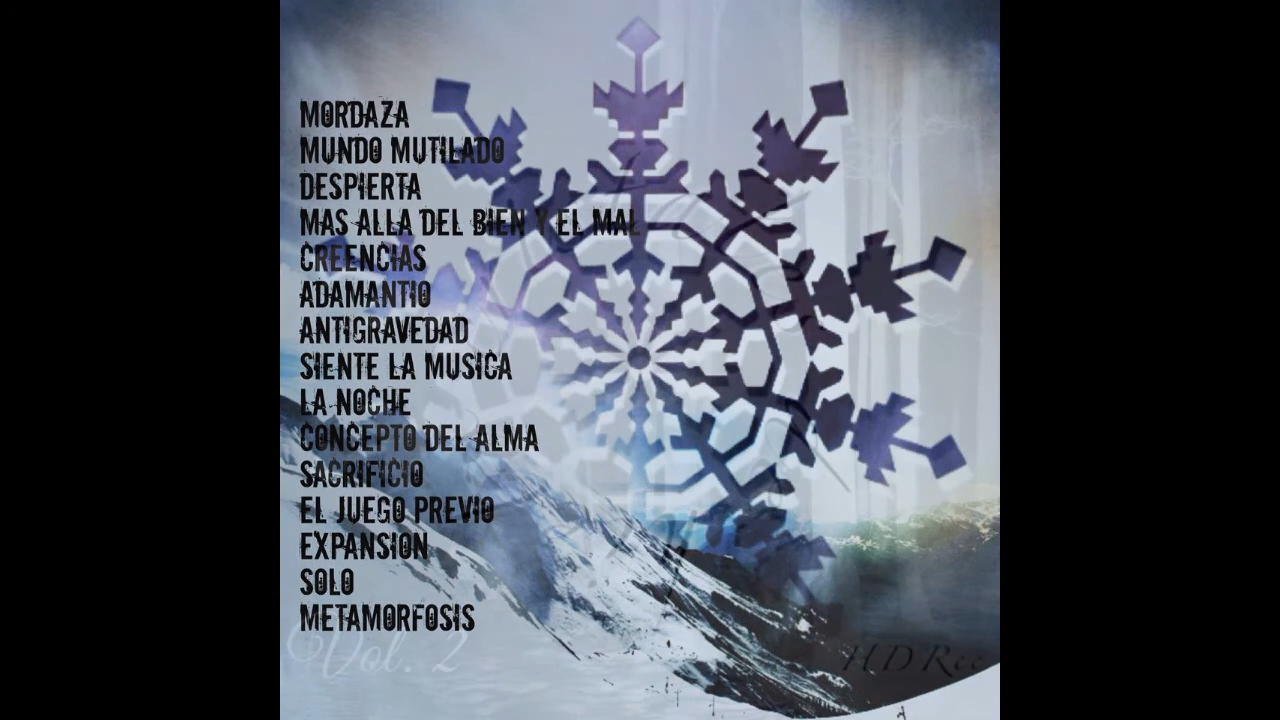 MORDAZA
MUNDO MUTILADO
DESPIERTA
MAS ALLA DEL BIEN Y EL MAL
CREENCIAS
ADAMANTIO
ANTIGRAVEDAD
SIENTE LA MUSICA
LA NOCHE
CONCEPTO DEL ALMA
SACRIFICIO
EL JUEGO PREVIO
EXPANSION
SOLO
METAMORFOSIS
Vol. 2
HD Rec